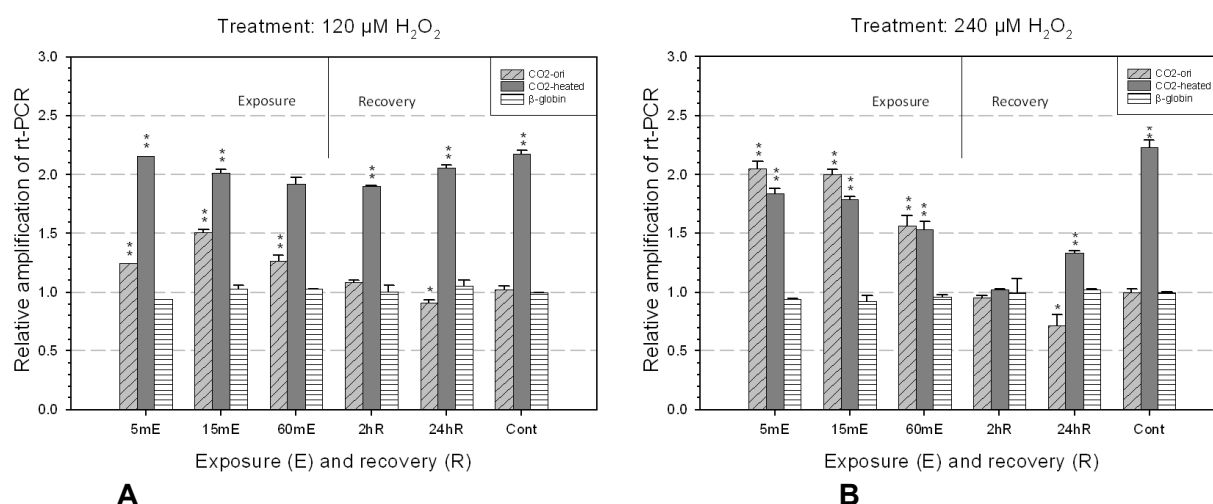 Treatment: 120 µM H₂O₂
Relative amplification of rt-PCR
3.0
2.5
2.0
1.5
1.0
0.5
0.0
CO2-ori
CO2-heated
β-globin
Exposure
Recovery
**
**
**
**
**
**
*
**
**
5mE
15mE
60mE
2hR
24hR
Cont
Exposure (E) and recovery (R)
A
Treatment: 240 µM H₂O₂
Relative amplification of rt-PCR
3.0
2.5
2.0
1.5
1.0
0.5
0.0
CO2-ori
CO2-heated
β-globin
Exposure
Recovery
**
**
**
**
**
**
*
**
**
5mE
15mE
60mE
2hR
24hR
Cont
Exposure (E) and recovery (R)
B